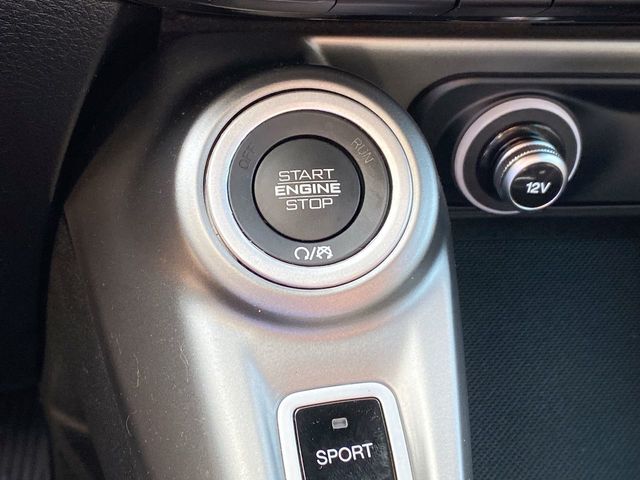 OFF
RUN
START
ENGINE
STOP
12V
SPORT